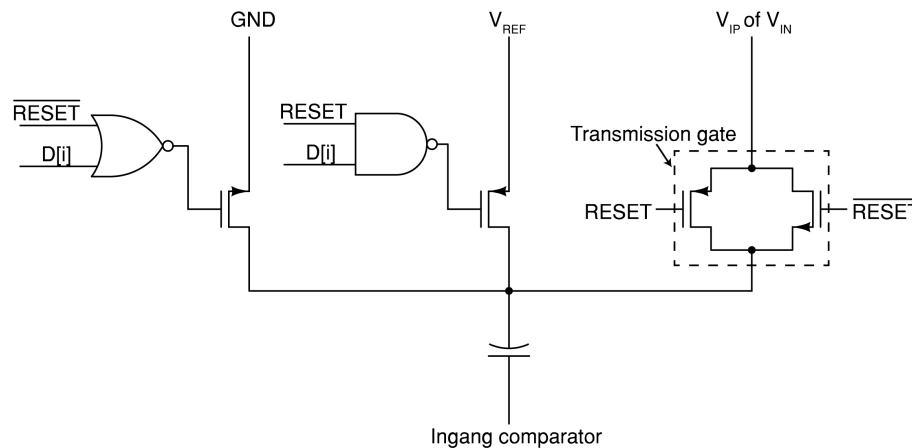 GND
V_REF
V_IP of V_IN
RESET
D[i]
RESET
D[i]
Transmission gate
RESET
RESET
Ingang comparator